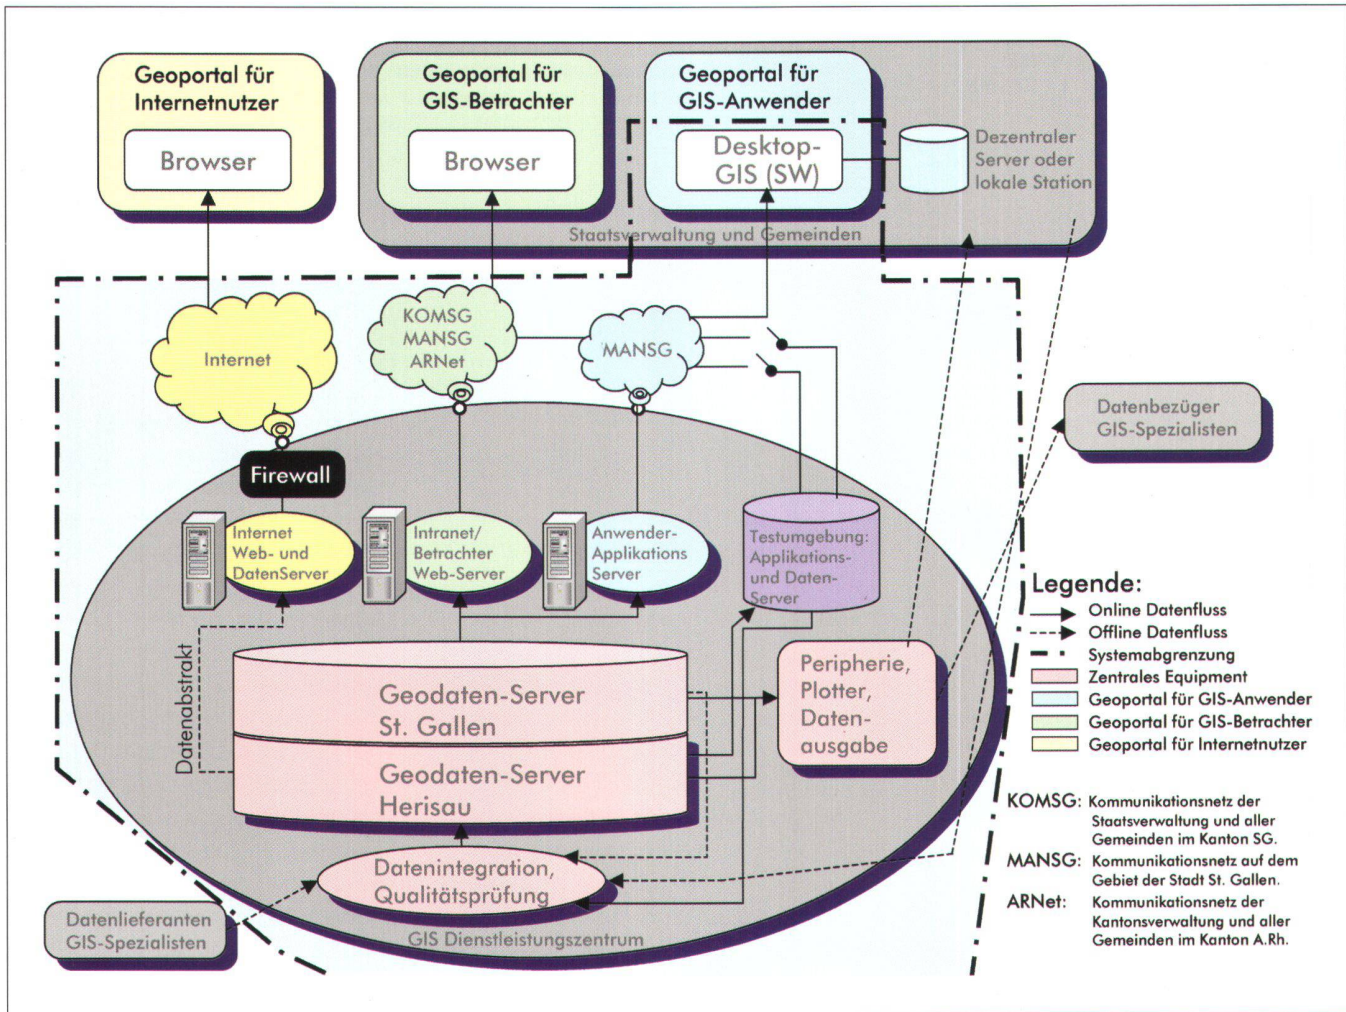 Geoportal für
Internetnutzer
Browser
Geoportal für
GIS-Betrachter
Browser
Geoportal für
GIS-Anwender
Desktop-
GIS (SW)
Dezentraler
Server oder
lokale Station
Staatsverwaltung und Gemeinden
Internet
KOMSG
MANSG
ARNet
MANSG
Datenbezüger
GIS-Spezialisten
Firewall
Internet
Web- und
DatenServer
Intranet/
Betrachter
Web-Server
Anwender-
Applikations
Server
Testumgebung:
Applikations-
und Daten-
Server
Datenabstrakt
Geodaten-Server
St. Gallen
Geodaten-Server
Herisau
Peripherie,
Plotter,
Daten-
ausgabe
Datenintegration,
Qualitätsprüfung
Datenlieferanten
GIS-Spezialisten
GIS Dienstleistungszentrum
Legende:
Online Datenfluss
Offline Datenfluss
Systemabgrenzung
Zentrales Equipment
Geoportal für GIS-Anwender
Geoportal für GIS-Betrachter
Geoportal für Internetnutzer
KOMSG: Kommunikationsnetz der
Staatsverwaltung und aller
Gemeinden im Kanton SG.
MANSG: Kommunikationsnetz auf dem
Gebiet der Stadt St. Gallen.
ARNet: Kommunikationsnetz der
Kantonsverwaltung und aller
Gemeinden im Kanton A.Rh.